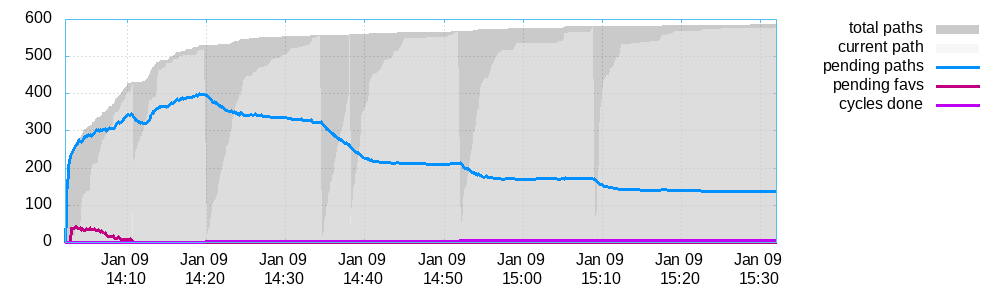 600
500
400
300
200
100
0
Jan 09 Jan 09 Jan 09 Jan 09 Jan 09 Jan 09 Jan 09 Jan 09 Jan 09
14:10 14:20 14:30 14:40 14:50 15:00 15:10 15:20 15:30
total paths
current path
pending paths
pending favs
cycles done